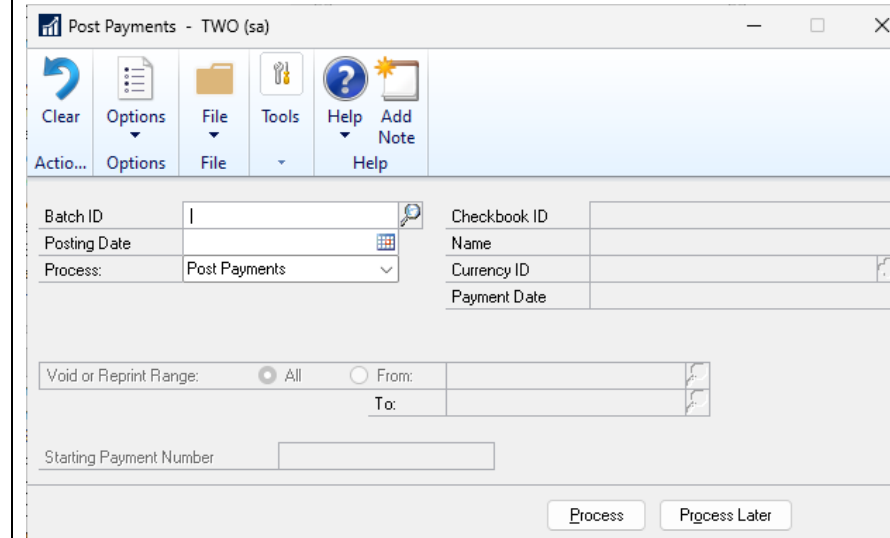 Post Payments - TWO (sa)
Clear Options File Tools Help Add Note
Actio... Options File Help
Batch ID
Checkbook ID
Posting Date
Name
Process: Post Payments
Currency ID
Payment Date
Void or Reprint Range: All From:
To:
Starting Payment Number
Process Process Later